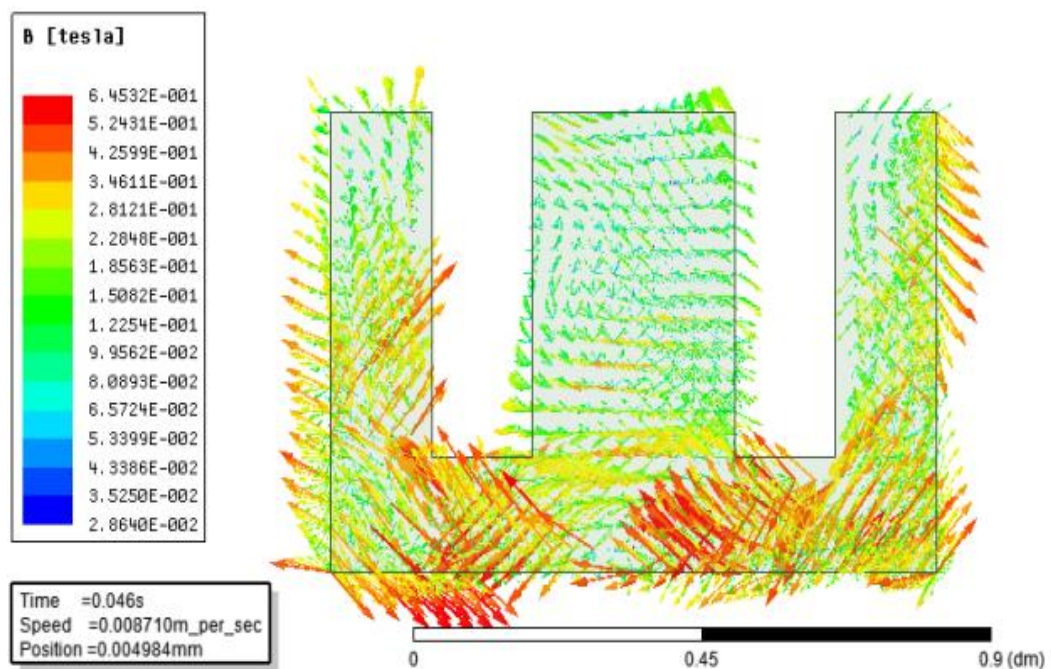 B [tesla]
6.4532E-001
5.2431E-001
4.2599E-001
3.4611E-001
2.8121E-001
2.2848E-001
1.8563E-001
1.5082E-001
1.2254E-001
9.9562E-002
8.0893E-002
6.5724E-002
5.3399E-002
4.3386E-002
3.5250E-002
2.8640E-002
Time =0.046s
Speed =0.008710m_per_sec
Position =0.004984mm
0 0.45 0.9 (dm)